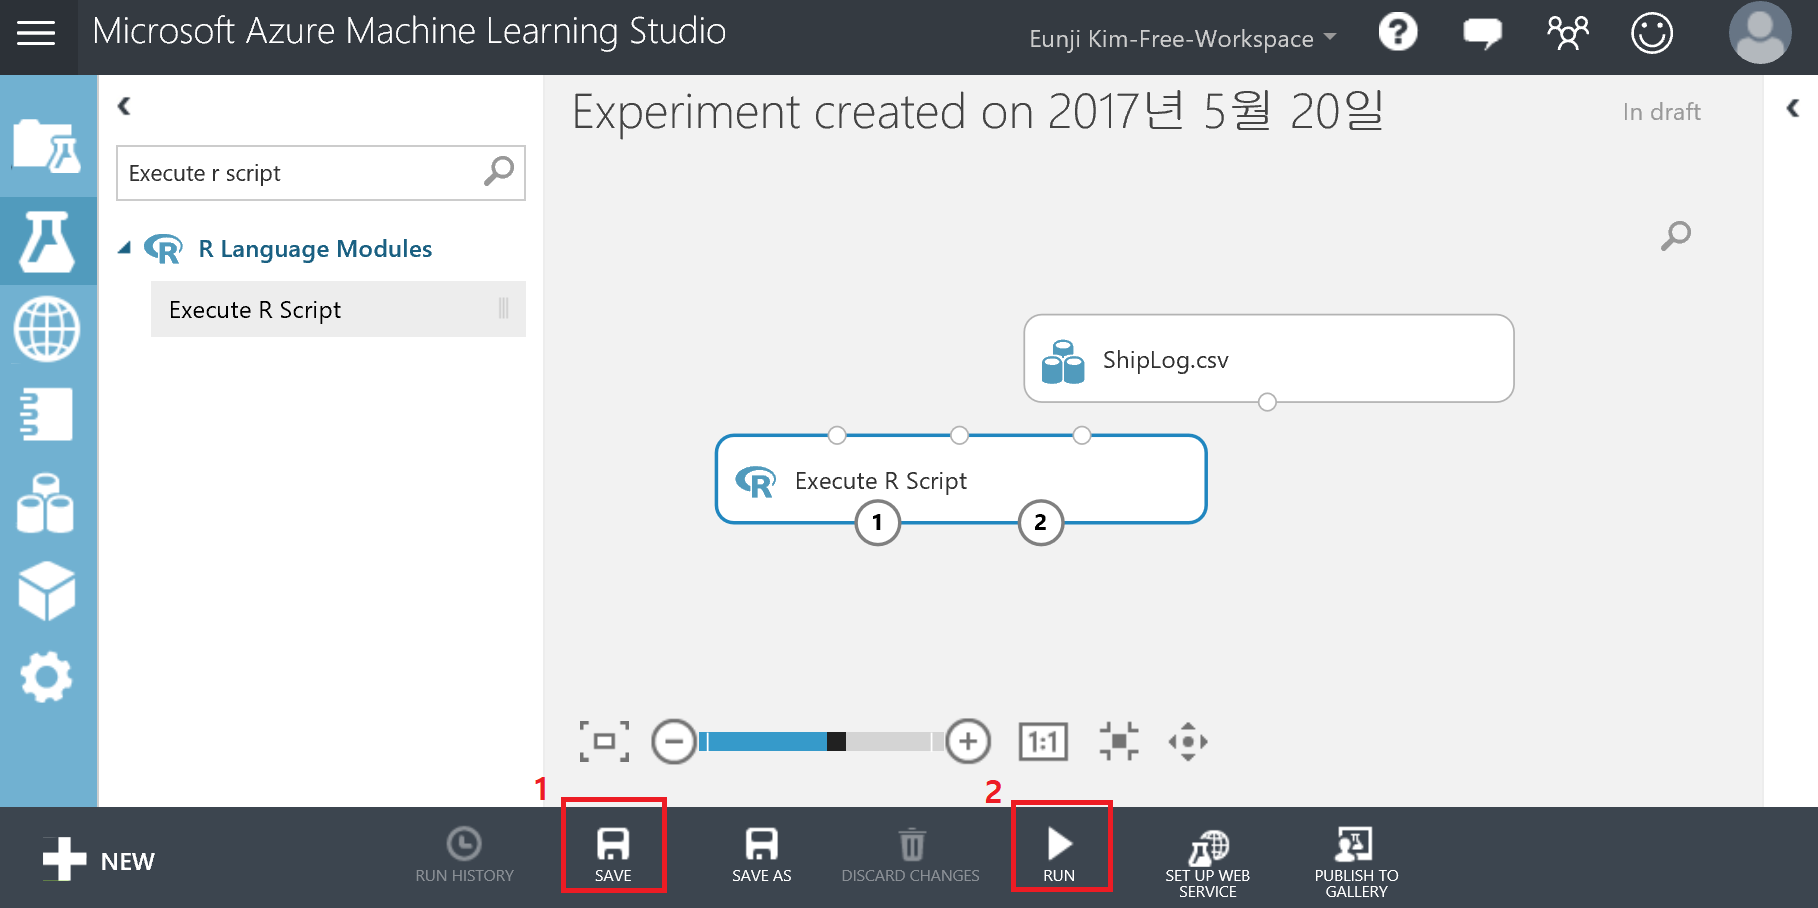 Microsoft Azure Machine Learning Studio
Eunji Kim-Free-Workspace
?
Experiment created on 2017년 5월 20일
In draft
Execute r script
R Language Modules
Execute R Script
ShipLog.csv
R Execute R Script
1
2
1:1
1
2
NEW
RUN HISTORY
SAVE
SAVE AS
DISCARD CHANGES
RUN
SET UP WEB
SERVICE
PUBLISH TO
GALLERY